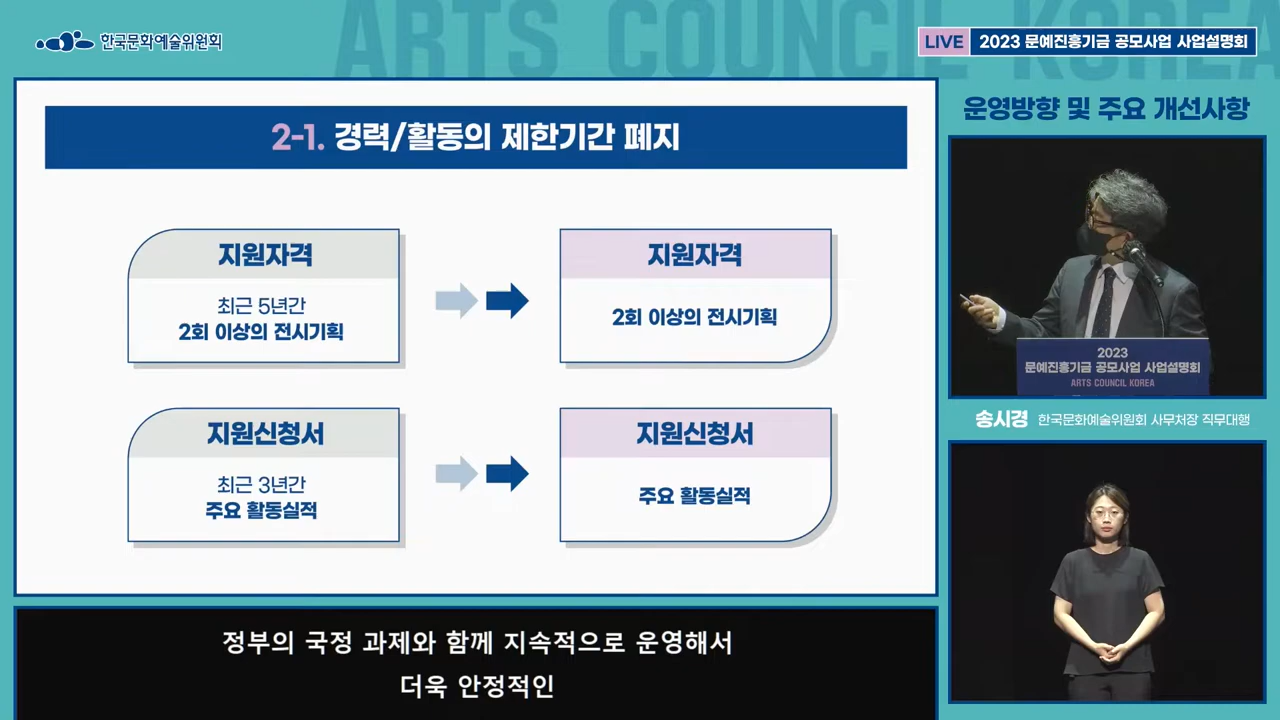 ARTS COUNCIL KOREA
한국문화예술위원회
LIVE 2023 문예진흥기금 공모사업 사업설명회
2-1. 경력/활동의 제한기간 폐지
지원자격
최근 5년간
2회 이상의 전시기획
지원자격
2회 이상의 전시기획
지원신청서
최근 3년간
주요 활동실적
지원신청서
주요 활동실적
운영방향 및 주요 개선사항
2023
문예진흥기금 공모사업 사업설명회
ARTS COUNCIL KOREA
송시경 한국문화예술위원회 사무처장 직무대행
정부의 국정 과제와 함께 지속적으로 운영해서
더욱 안정적인